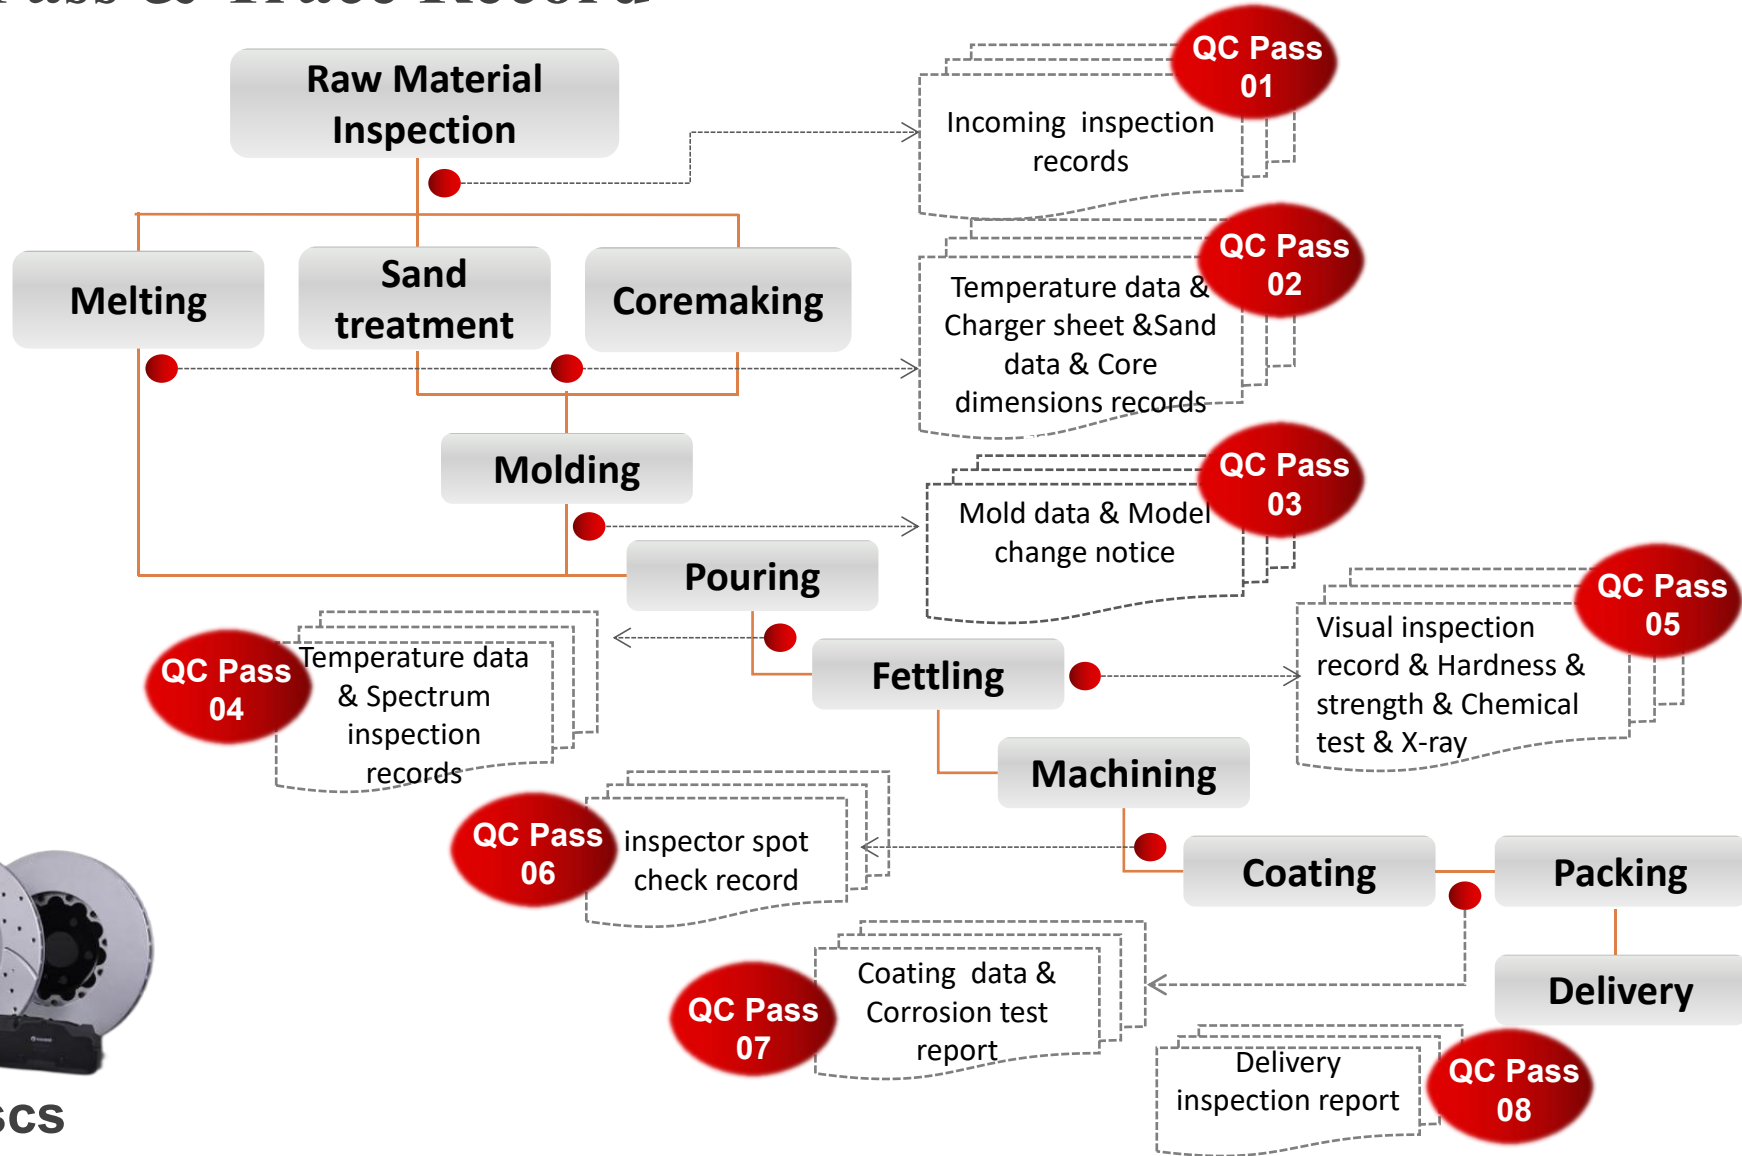 & Trace Record
Raw Material
Inspection
QC Pass
01
Incoming  inspection
records
Melting
Sand
treatment
Coremaking
QC Pass
02
Temperature data &
Charger sheet &Sand
data & Core
dimensions records
Molding
QC Pass
03
Mold data & Model
change notice
Pouring
QC Pass
04
Temperature data
& Spectrum
inspection
records
Fettling
QC Pass
05
Visual inspection
record & Hardness &
strength & Chemical
test & X-ray
Machining
QC Pass
06
inspector spot
check record
Coating
Packing
QC Pass
07
Coating  data &
Corrosion test
report
Delivery
Delivery
inspection report
QC Pass
08
scs